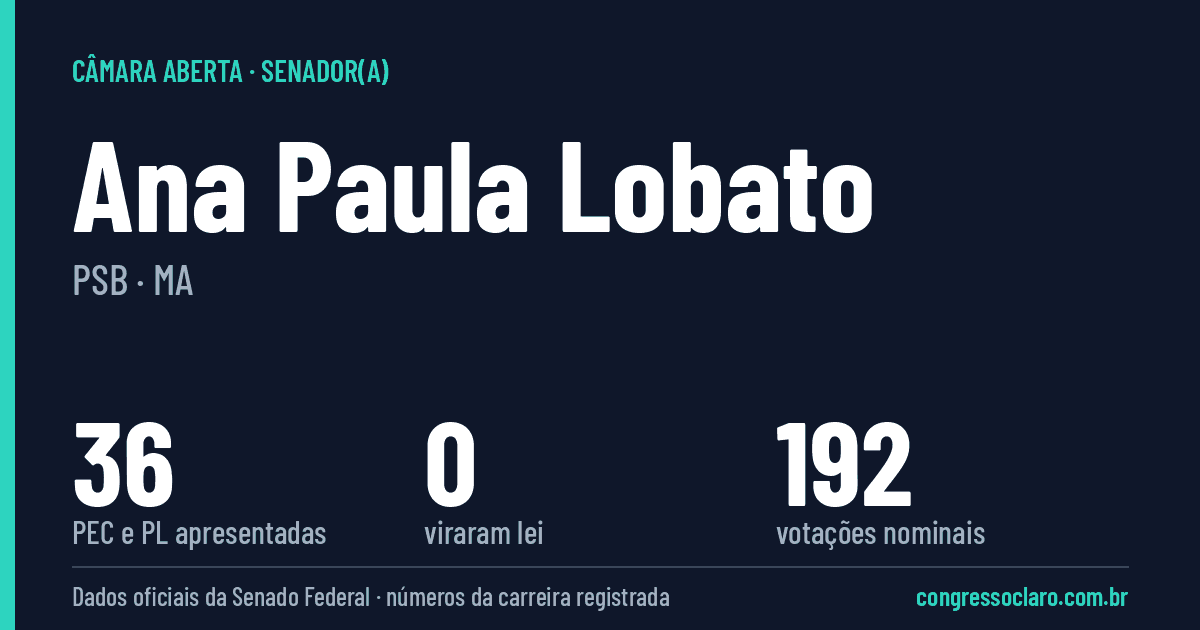 CÂMARA ABERTA · SENADOR(A)
Ana Paula Lobato
PSB · MA
36 0 192
PEC e PL apresentadas viraram lei votações nominais
Dados oficiais da Senado Federal · números da carreira registrada congressoclaro.com.br